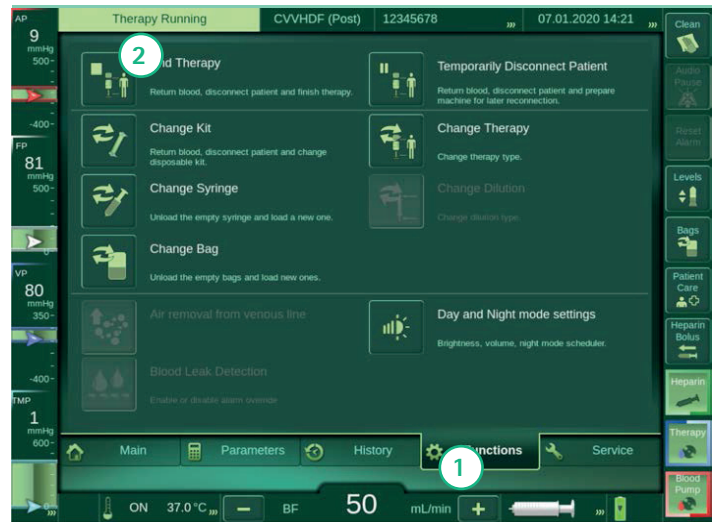 AP
9
mmHg
500-
-400-
FP
81
mmHg
500-
0-
VP
80
mmHg
350-
-400-
TMP
1
mmHg
600-
Therapy Running
CVVHDF (Post)
12345678
07.01.2020 14:21
2
nd Therapy
Return blood, disconnect patient and finish therapy.
Temporarily Disconnect Patient
Return blood, disconnect patient and prepare
machine for later reconnection.
Change Kit
Return blood, disconnect patient and change
disposable kit.
Change Therapy
Change therapy type.
Change Syringe
Unload the empty syringe and load a new one.
Change Dilution
Change dilution type.
Change Bag
Unload the empty bags and load new ones.
Air removal from venous line
Day and Night mode settings
Brightness, volume, night mode scheduler.
Blood Leak Detection
Enable or disable alarm override
Main
Parameters
History
1
unctions
Service
ON
37.0 °C
BF
50
mL/min
Clean
Audio
Pause
Reset
Alarm
Levels
Bags
Patient
Care
Heparin
Bolus
Heparin
Therapy
Blood
Pump